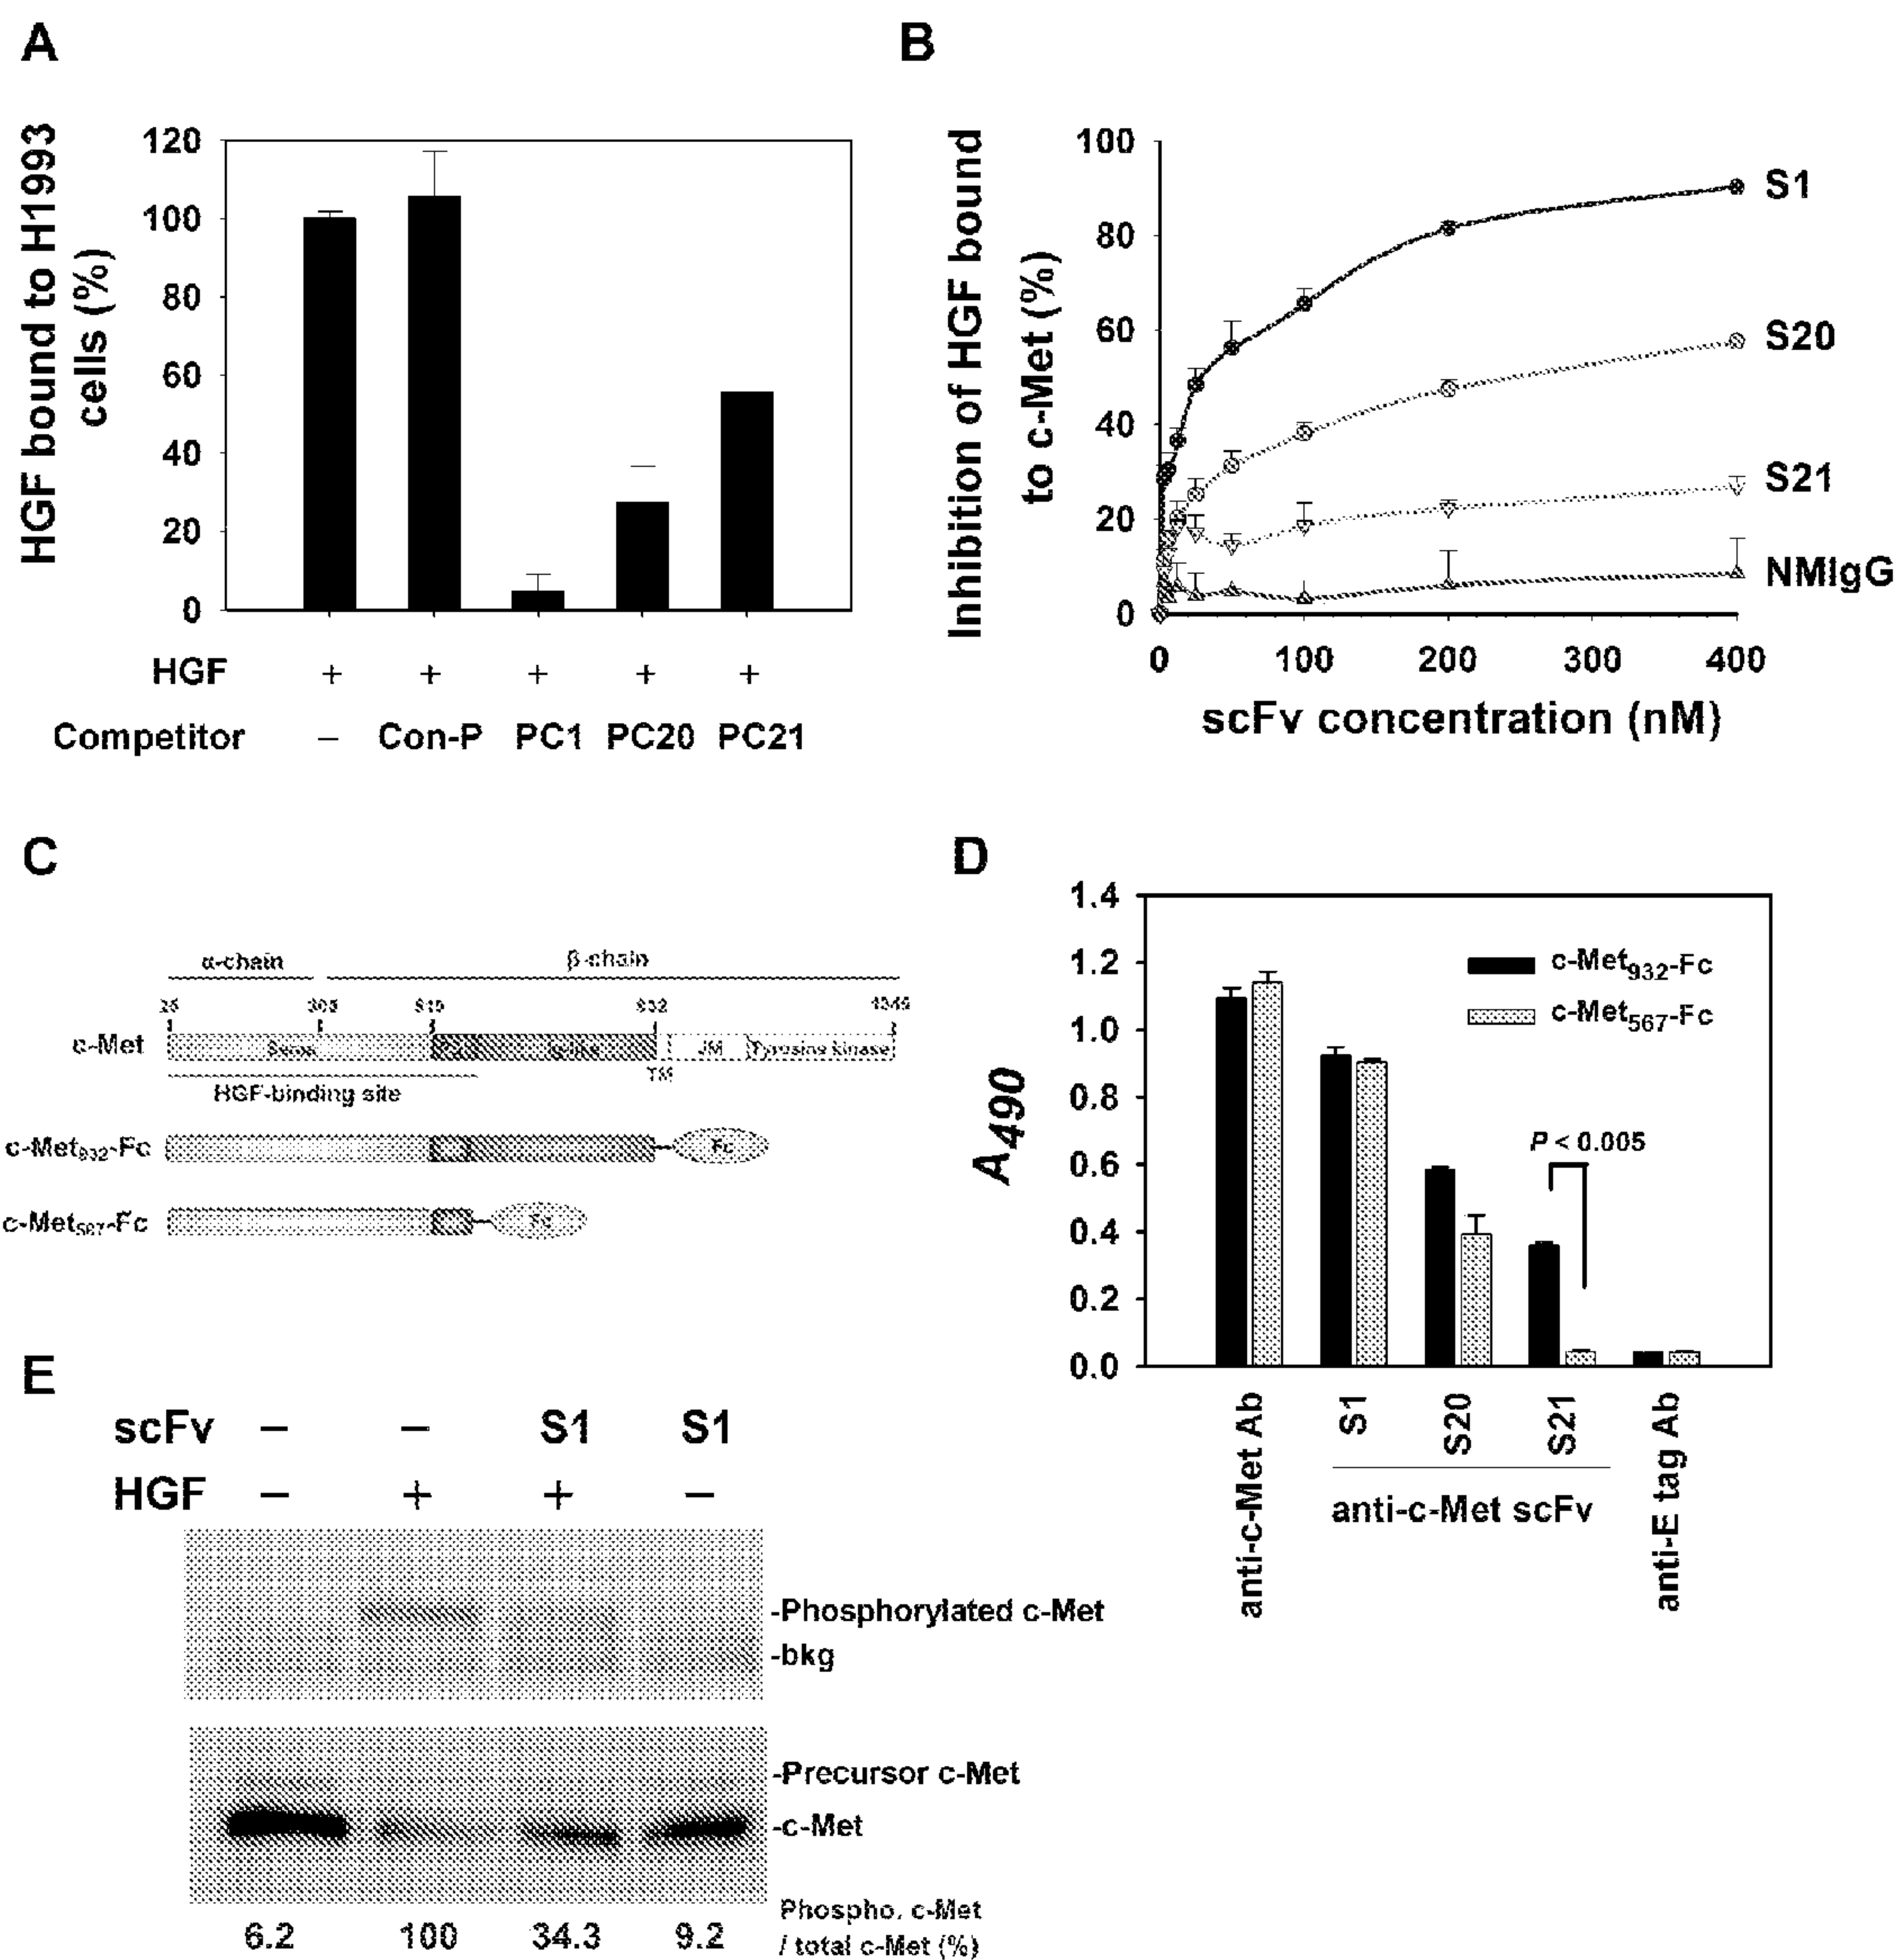 A
HGF bound to H1993
cells (%)
120
100
80
60
40
20
0
HGF + + + + +
Competitor – Con-P PC1 PC20 PC21
B
Inhibition of HGF bound
to c-Met (%)
100
80
60
40
20
0
0 100 200 300 400
scFv concentration (nM)
S1
S20
S21
NMIgG
C
α-chain β-chain
c-Met
JM Tyrosine kinase
TM
HGF-binding site
c-Met932-Fc Fc
c-Met567-Fc Fc
D
A490
1.4
1.2
1.0
0.8
0.6
0.4
0.2
0.0
c-Met932-Fc
c-Met567-Fc
P < 0.005
anti-c-Met Ab
S1
S20
S21
anti-E tag Ab
anti-c-Met scFv
E
scFv – – S1 S1
HGF – + + –
-Phosphorylated c-Met
-bkg
-Precursor c-Met
-c-Met
6.2 100 34.3 9.2
Phospho. c-Met
/ total c-Met (%)